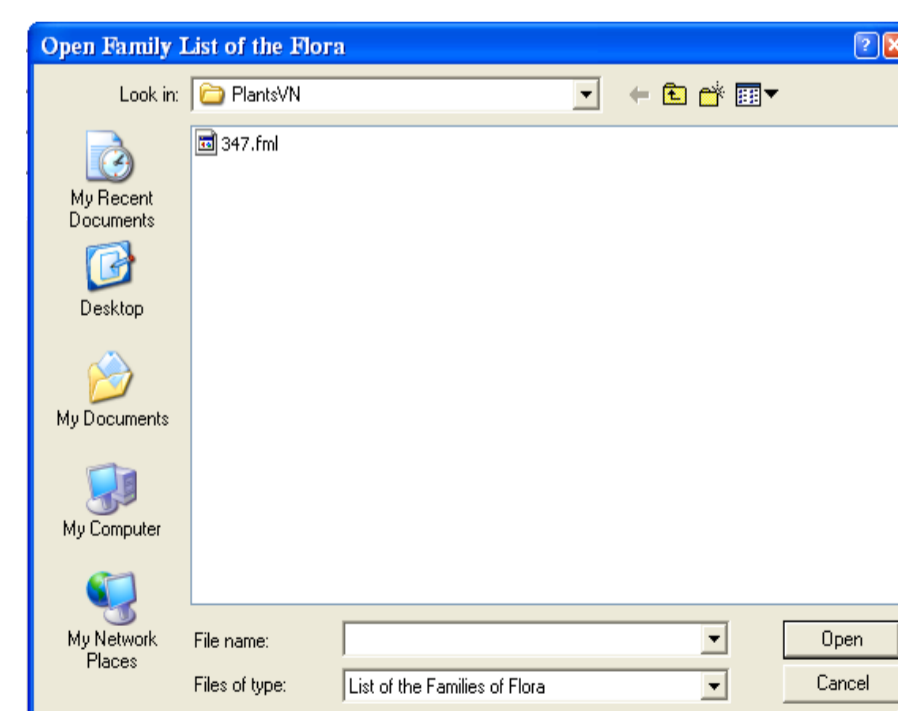 Open Family List of the Flora
Look in: PlantsVN
347.fml
My Recent
Documents
Desktop
My Documents
My Computer
My Network
Places
File name:
Open
Files of type: List of the Families of Flora
Cancel